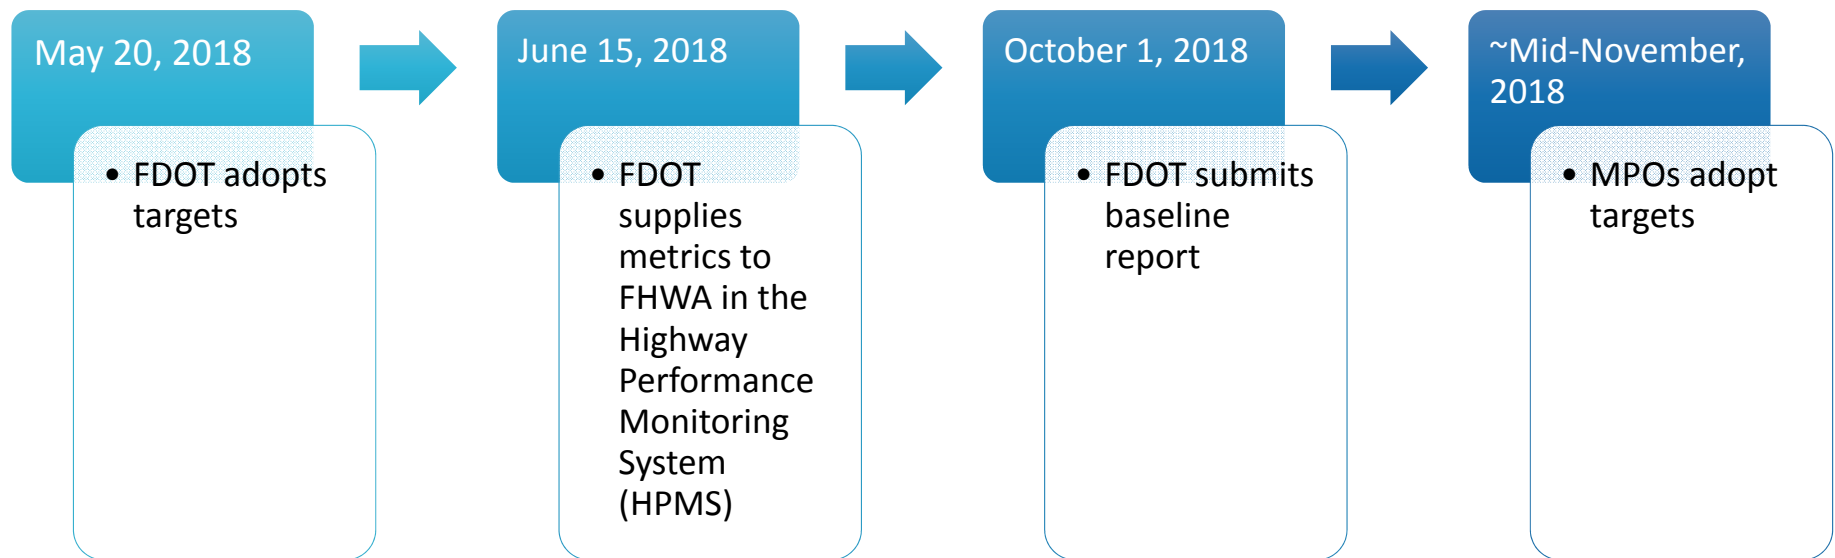 May 20, 2018
• FDOT adopts
targets
June 15, 2018
• FDOT
supplies
metrics to
FHWA in the
Highway
Performance
Monitoring
System
(HPMS)
October 1, 2018
• FDOT submits
baseline
report
~Mid-November,
2018
• MPOs adopt
targets